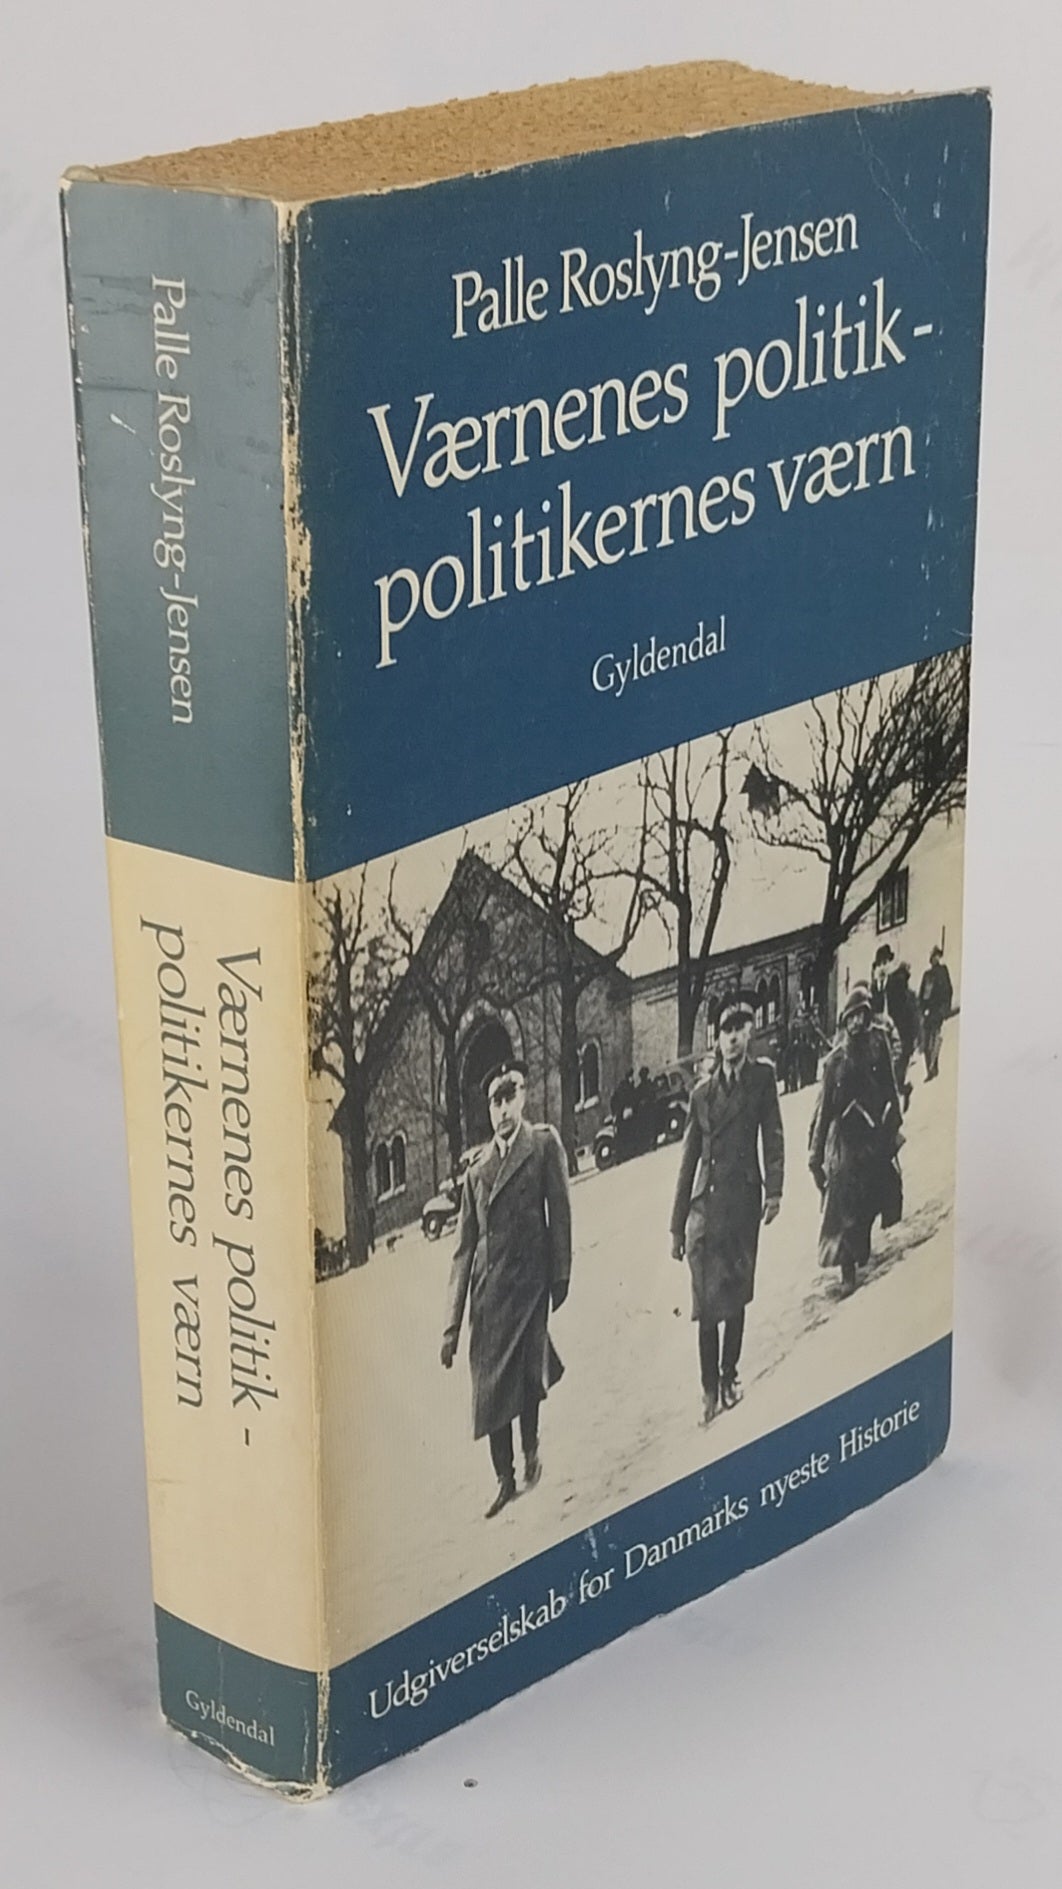 Palle Roslyng-Jensen
Værnenes politik -
politikernes værn
Gyldendal
Udgiverselskab for Danmarks nyeste Historie
Palle Roslyng-Jensen
Værnenes politik -
politikernes værn
Gyldendal